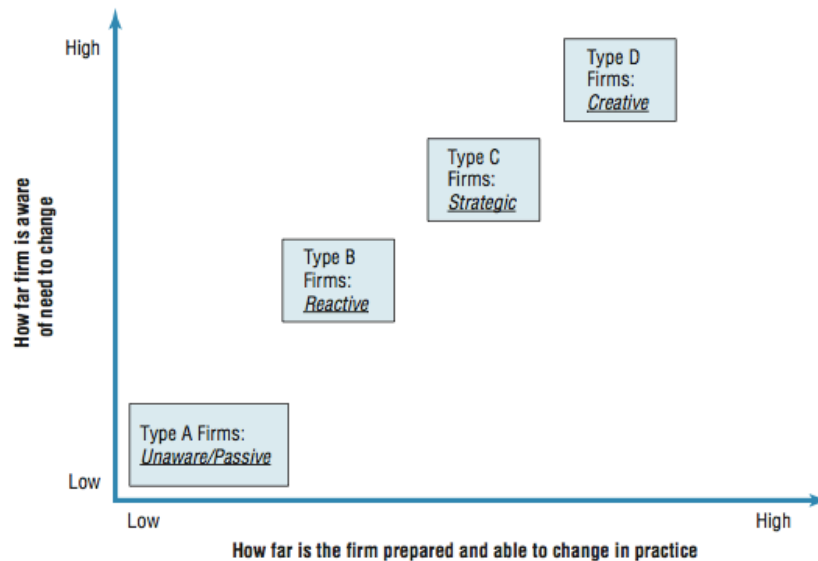 High
Type D
Firms:
Creative
Type C
Firms:
Strategic
How far firm is aware
of need to change
Type B
Firms:
Reactive
Type A Firms:
Unaware/Passive
Low
Low
High
How far is the firm prepared and able to change in practice